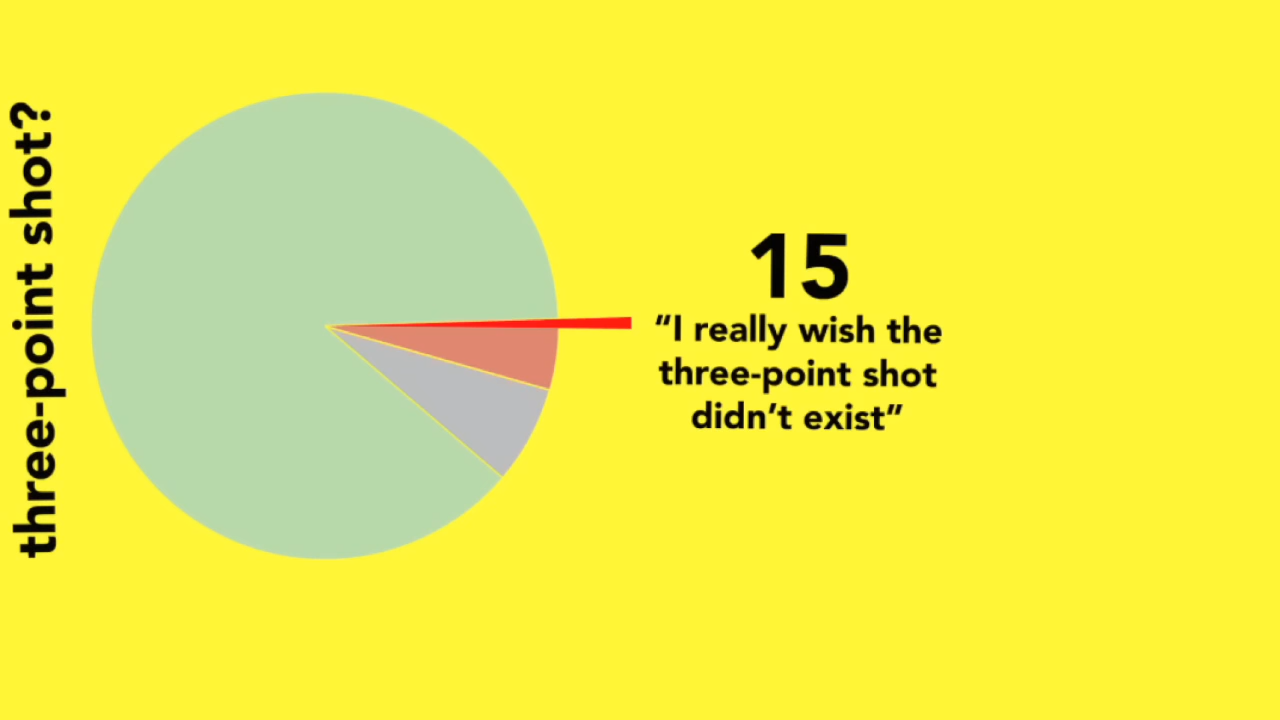 three-point shot?
15
“I really wish the
three-point shot
didn’t exist”